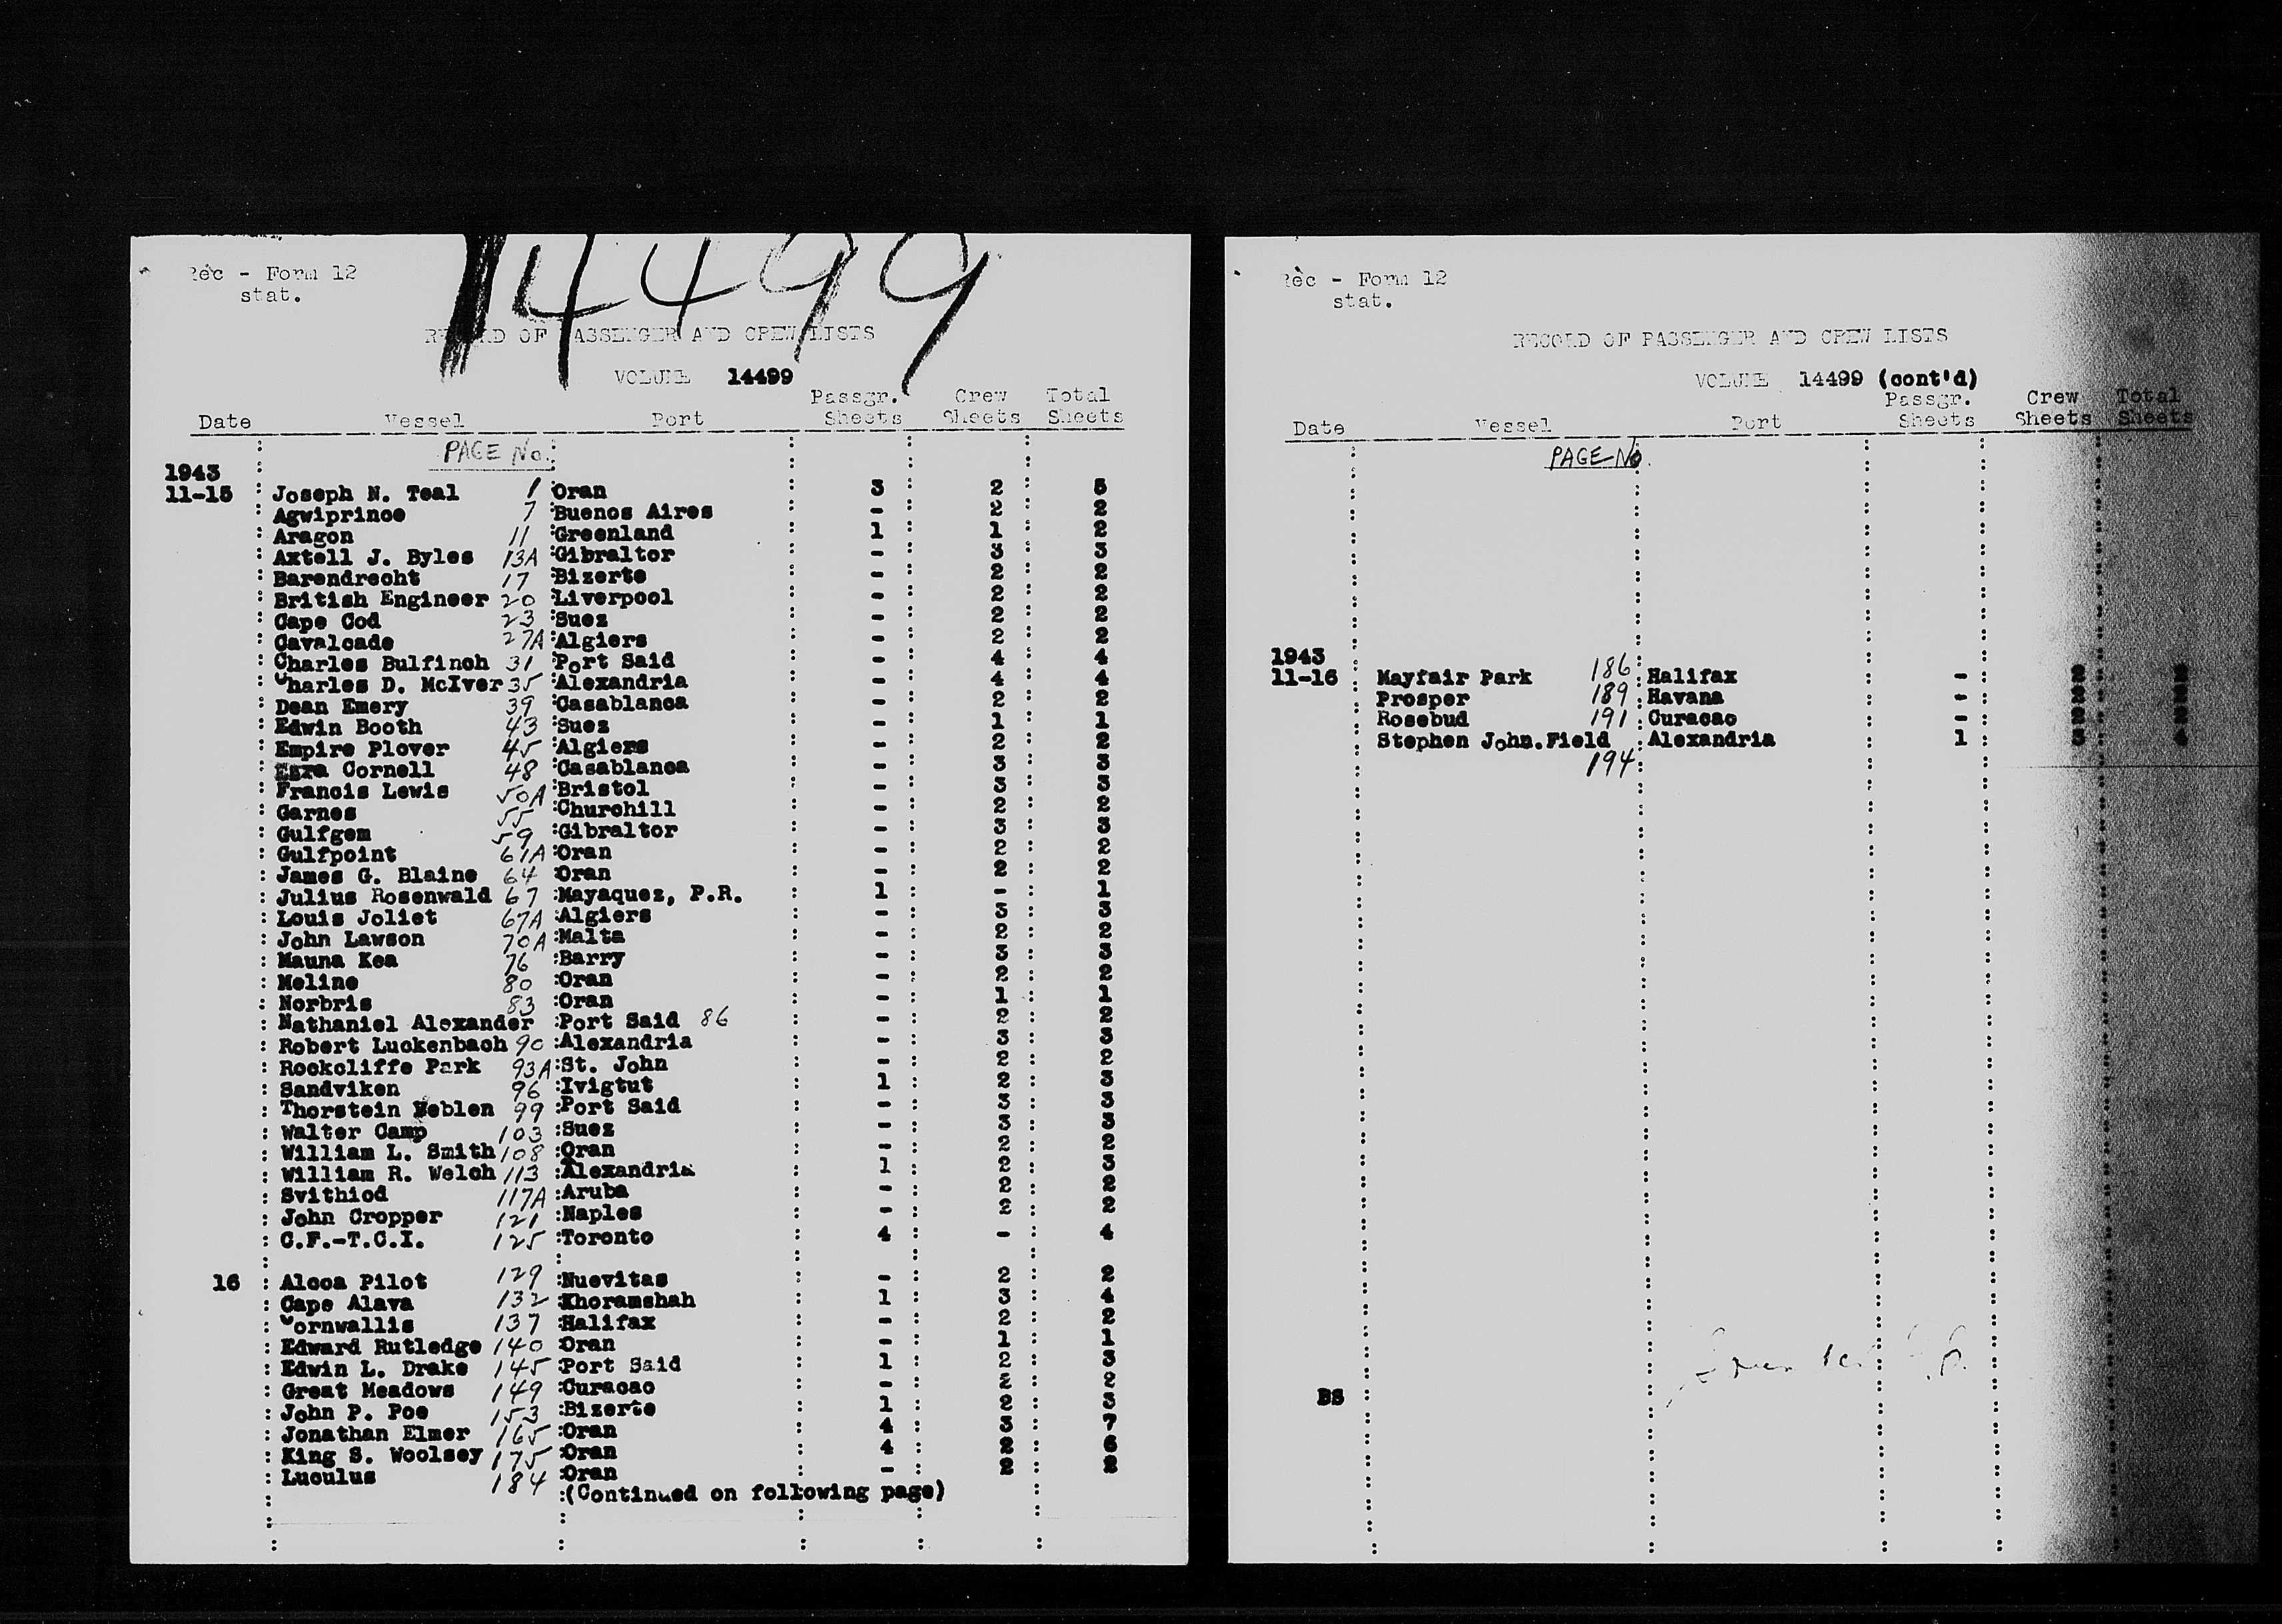 14499
Rec - Form 12
stat.
RECORD OF PASSENGER AND CREW LISTS
VOLUME 14499
Date Vessel Port Passgr. Sheets Crew Sheets Total Sheets
PAGE No.
1943
11-15 Joseph N. Teal 1 Oran 3 2 5
Agwiprince 7 Buenos Aires - 2 2
Aragon 11 Greenland 1 1 2
Axtell J. Byles 13A Gibraltor - 3 3
Barendrecht 17 Bizerte - 2 2
British Engineer 20 Liverpool - 2 2
Cape Cod 23 Suez - 2 2
Cavalcade 27A Algiers - 2 2
Charles Bulfinch 31 Port Said - 4 4
Charles D. McIver 35 Alexandria - 4 4
Dean Emery 39 Casablanca - 2 2
Edwin Booth 43 Suez - 1 1
Empire Plover 45 Algiers - 2 2
Ezra Cornell 48 Casablanca - 3 3
Francis Lewis 50A Bristol - 3 3
Garnes 55 Churchill - 2 2
Gulfgem 59 Gibraltor - 3 3
Gulfpoint 61A Oran - 2 2
James G. Blaine 64 Oran - 2 2
Julius Rosenwald 67 Mayaquez, P.R. 1 - 1
Louis Joliet 67A Algiers - 3 3
John Lawson 70A Malta - 2 2
Mauna Kea 76 Barry - 3 3
Meline 80 Oran - 2 2
Norbris 83 Oran - 1 1
Nathaniel Alexander Port Said 86 - 2 2
Robert Luckenbach 90 Alexandria - 3 3
Rockcliffe Park 93A St. John - 2 2
Sandviken 96 Ivigtut 1 2 3
Thorstein Veblen 99 Port Said - 3 3
Walter Camp 103 Suez - 3 3
William L. Smith 108 Oran - 2 2
William R. Welch 113 Alexandria 1 2 3
Svithiod 117A Aruba - 2 2
John Cropper 121 Naples - 2 2
C.F.-T.C.I. 125 Toronto 4 - 4
16 Alcoa Pilot 129 Nuevitas - 2 2
Cape Alava 132 Khoramshah 1 3 4
Cornwallis 137 Halifax - 2 2
Edward Rutledge 140 Oran - 1 1
Edwin L. Drake 145 Port Said 1 2 3
Great Meadows 149 Curacao - 2 2
John P. Poe 153 Bizerte 1 2 3
Jonathan Elmer 165 Oran 4 3 7
King S. Woolsey 175 Oran 4 2 6
Luculus 184 Oran - 2 2
(Continued on following page)
Rec - Form 12
stat.
RECORD OF PASSENGER AND CREW LISTS
VOLUME 14499 (cont'd)
Date Vessel Port Passgr. Sheets Crew Sheets Total Sheets
PAGE No.
1943
11-16 Mayfair Park 186 Halifax - 2 2
Prosper 189 Havana - 2 2
Rosebud 191 Curacao - 2 2
Stephen John.Field Alexandria 1 3 4
194
BS